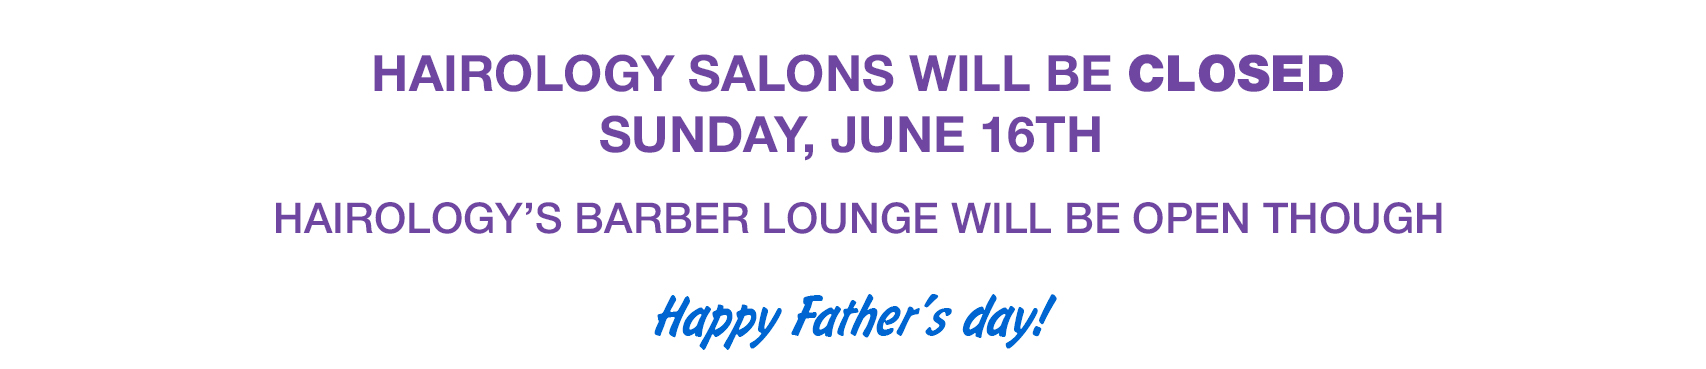 HAIROLOGY SALONS WILL BE CLOSED
SUNDAY, JUNE 16TH
HAIROLOGY’S BARBER LOUNGE WILL BE OPEN THOUGH
Happy Father's day!